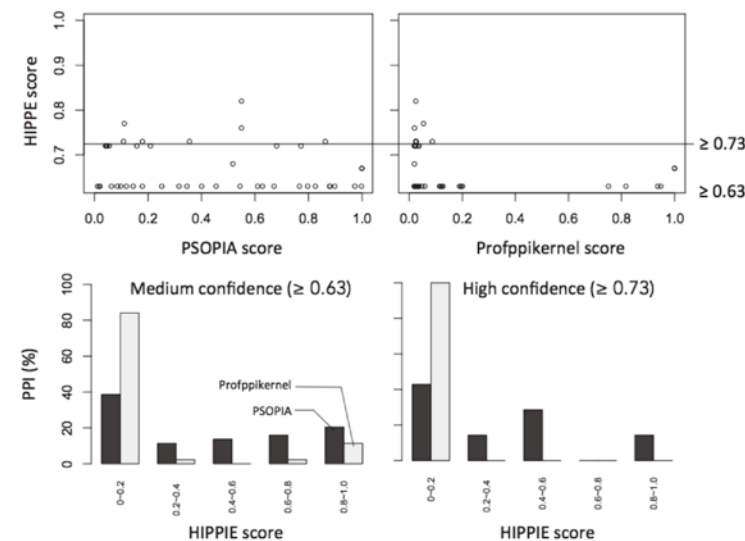 HIPPE score
1.0
0.9
0.8
0.7
0.0 0.2 0.4 0.6 0.8 1.0
PSOPIA score
0.0 0.2 0.4 0.6 0.8 1.0
Profppikernel score
≥ 0.73
≥ 0.63
PPI (%)
100
80
60
40
20
0
Medium confidence (≥ 0.63)
Profppikernel
PSOPIA
0~0.2
0.2~0.4
0.4~0.6
0.6~0.8
0.8~1.0
HIPPIE score
High confidence (≥ 0.73)
0~0.2
0.2~0.4
0.4~0.6
0.6~0.8
0.8~1.0
HIPPIE score